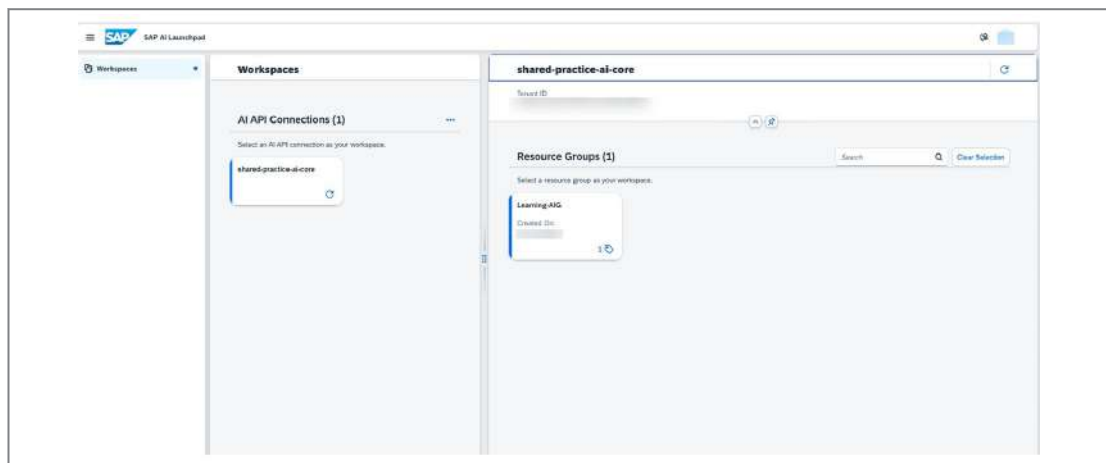 SAP SAP AI Launchpad
Workspaces
Workspaces
AI API Connections (1)
Select an AI API connection as your workspace.
shared-practice-ai-core
shared-practice-ai-core
Tenant ID:
Resource Groups (1)
Search
Clear Selection
Select a resource group as your workspace.
Learning-AIG
Created On:
1